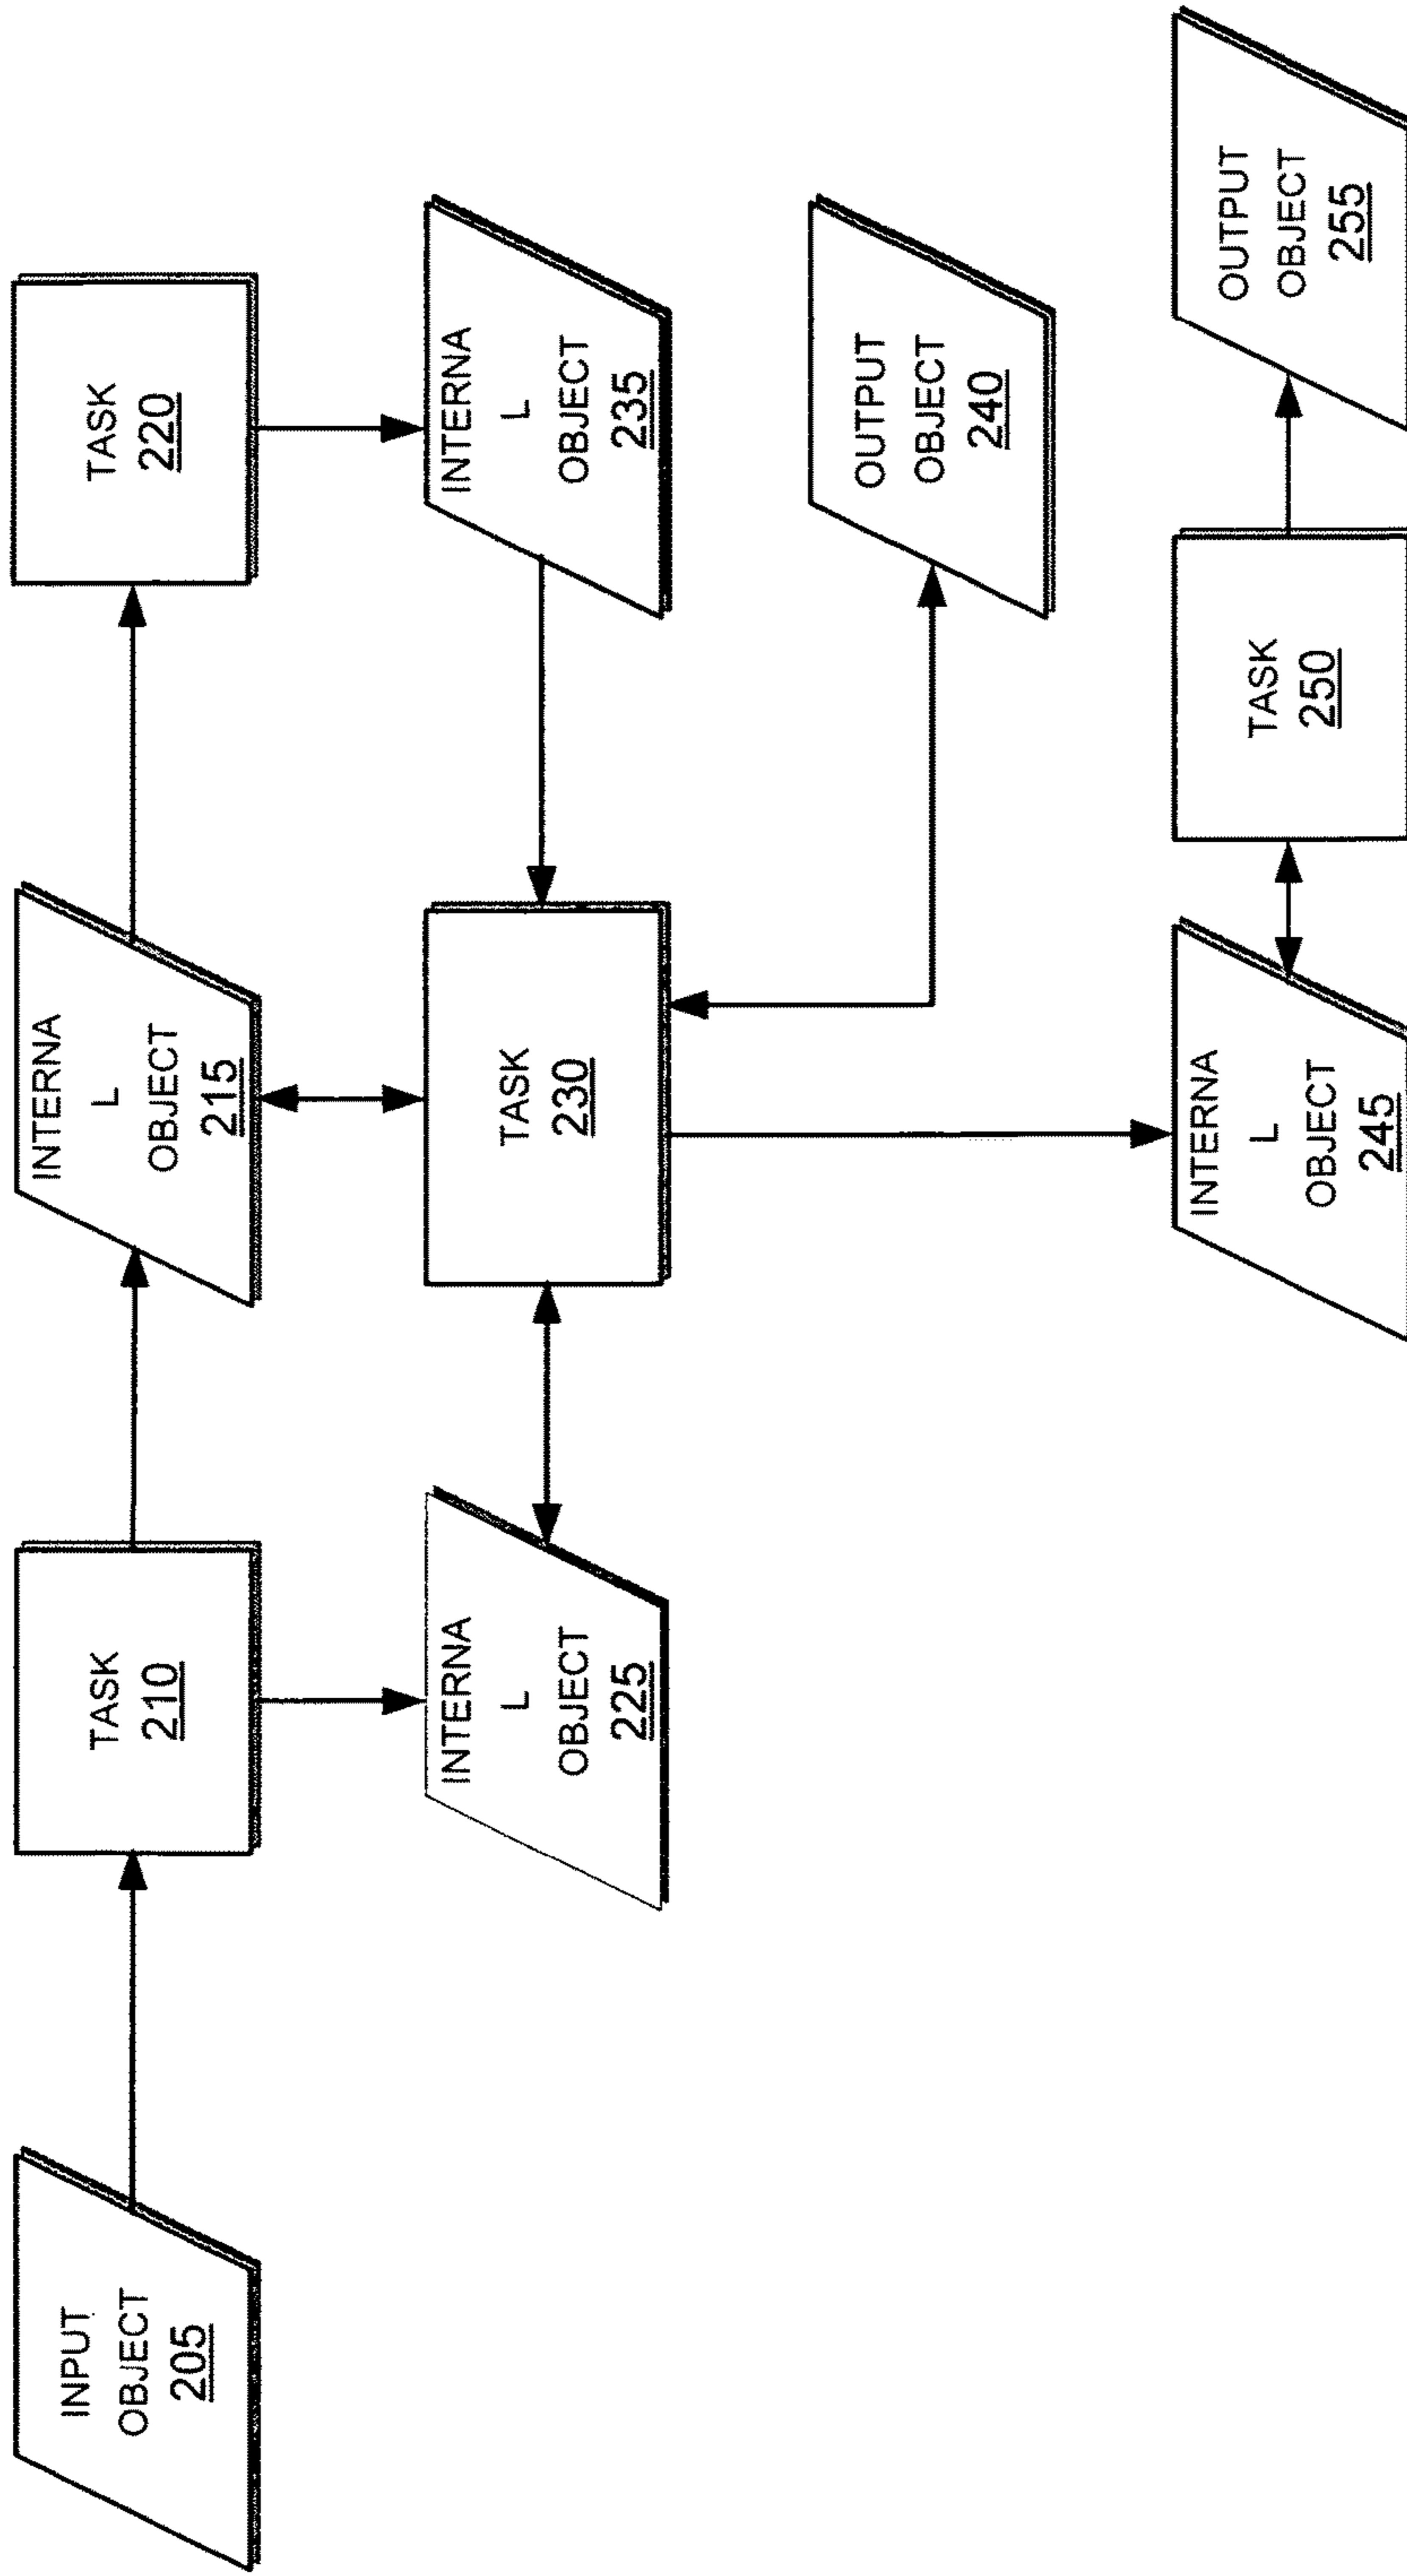 INPUT
OBJECT
205
TASK
210
INTERNA
L
OBJECT
215
TASK
220
INTERNA
L
OBJECT
225
TASK
230
INTERNA
L
OBJECT
235
OUTPUT
OBJECT
240
INTERNA
L
OBJECT
245
TASK
250
OUTPUT
OBJECT
255